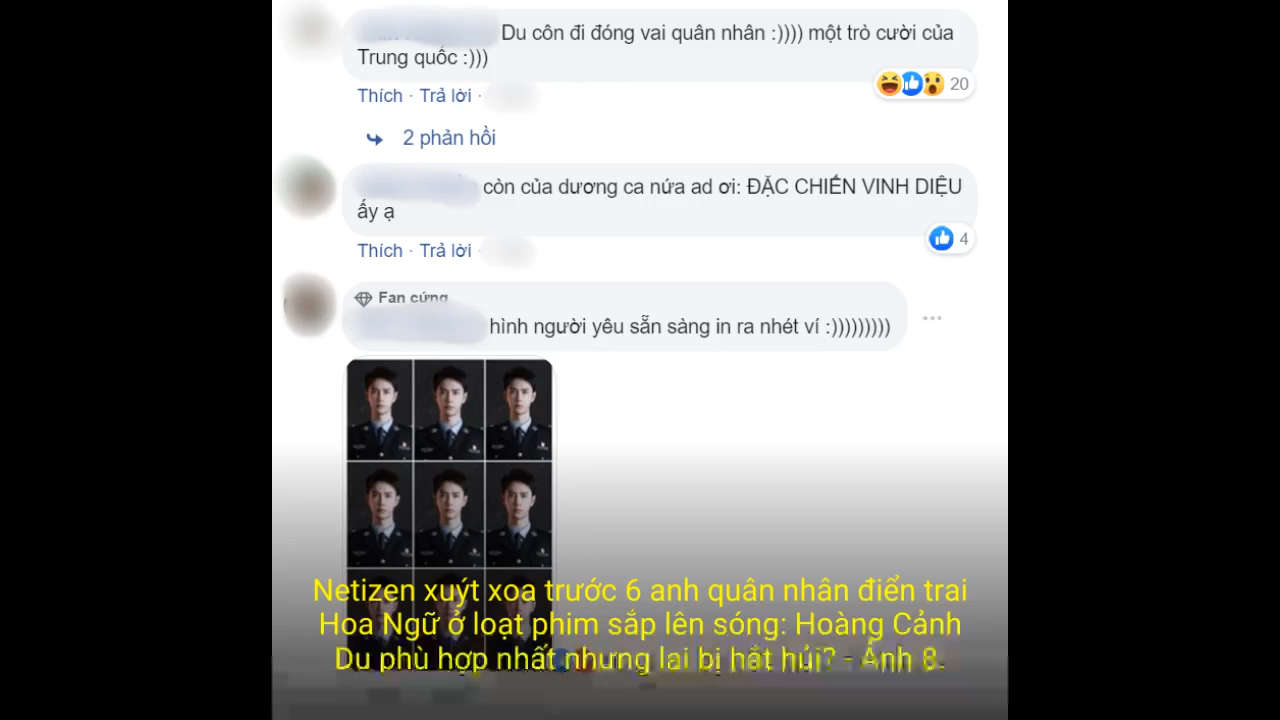 Du côn đi đóng vai quân nhân :)))) một trò cười của
Trung quốc :)))
20
Thích · Trả lời ·
2 phản hồi
còn của dương ca nứa ad ơi: ĐẶC CHIẾN VINH DIỆU
ấy ạ
4
Thích · Trả lời ·
Fan cứng
hình người yêu sẵn sàng in ra nhét ví :)))))))))
Netizen xuýt xoa trước 6 anh quân nhân điển trai
Hoa Ngữ ở loạt phim sắp lên sóng: Hoàng Cảnh
Du phù hợp nhất nhưng lại bị hắt hủi? - Ảnh 8.